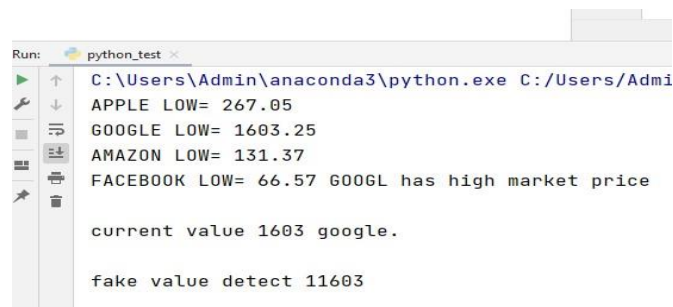 Run: python_test
C:\Users\Admin\anaconda3\python.exe C:/Users/Admi
APPLE LOW= 267.05
GOOGLE LOW= 1603.25
AMAZON LOW= 131.37
FACEBOOK LOW= 66.57 GOOGL has high market price
current value 1603 google.
fake value detect 11603